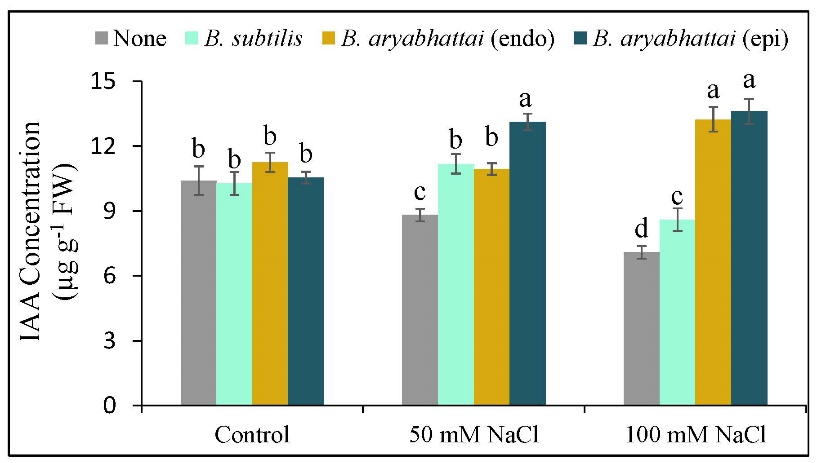 None B. subtilis B. aryabhattai (endo) B. aryabhattai (epi)
IAA Concentration
(µg g-1 FW)
15
12
9
6
3
0
b b b b
c b b a
d c a a
Control 50 mM NaCl 100 mM NaCl